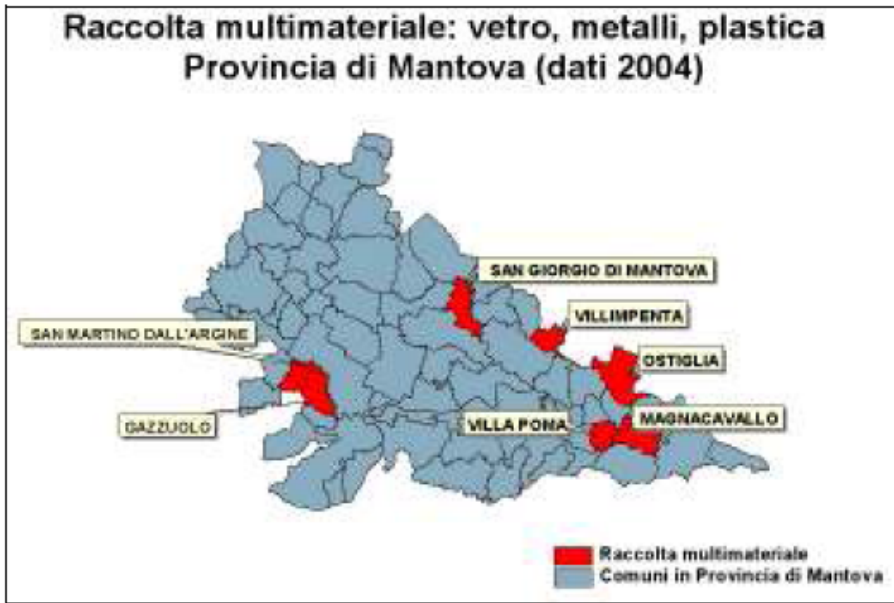 Raccolta multimateriale: vetro, metalli, plastica
Provincia di Mantova (dati 2004)
SAN GIORGIO DI MANTOVA
VILLIMPENTA
SAN MARTINO DALL'ARGINE
OSTIGLIA
GAZZUOLO
VILLA POMA
MAGNACAVALLO
Raccolta multimateriale
Comuni in Provincia di Mantova